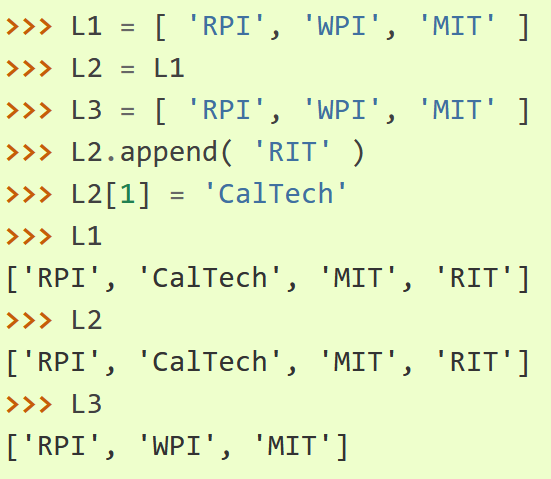 >>> L1 = [ 'RPI', 'WPI', 'MIT' ]
>>> L2 = L1
>>> L3 = [ 'RPI', 'WPI', 'MIT' ]
>>> L2.append( 'RIT' )
>>> L2[1] = 'CalTech'
>>> L1
['RPI', 'CalTech', 'MIT', 'RIT']
>>> L2
['RPI', 'CalTech', 'MIT', 'RIT']
>>> L3
['RPI', 'WPI', 'MIT']